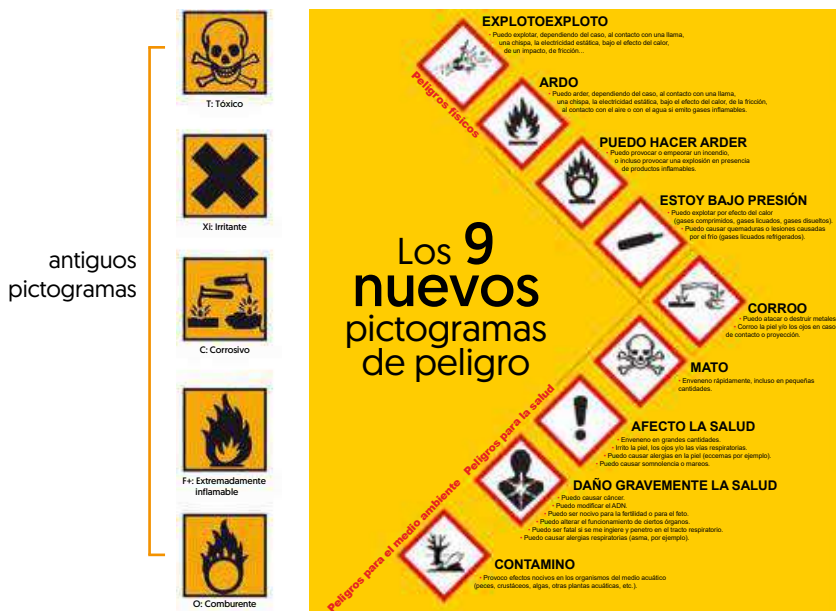 antiguos
pictogramas
T: Tóxico
Xi: Irritante
C: Corrosivo
F+: Extremadamente
inflamable
O: Comburente
Los 9
nuevos
pictogramas
de peligro
Peligros físicos
EXPLOTOEXPLOTO
- Puedo explotar, dependiendo del caso, al contacto con una llama,
una chispa, la electricidad estática, bajo el efecto del calor,
de un impacto, de fricción...
ARDO
- Puedo arder, dependiendo del caso, al contacto con una llama,
una chispa, la electricidad estática, bajo el efecto del calor, de la fricción,
al contacto con el aire o con el agua si emito gases inflamables.
PUEDO HACER ARDER
- Puedo provocar o empeorar un incendio,
o incluso provocar una explosión en presencia
de productos inflamables.
ESTOY BAJO PRESIÓN
- Puedo explotar por efecto del calor
(gases comprimidos, gases licuados, gases disueltos).
- Puedo causar quemaduras o lesiones causadas
por el frío (gases licuados refrigerados).
CORROO
- Puedo atacar o destruir metales
- Corroo la piel y/o los ojos en caso
de contacto o proyección.
Peligros para la salud
MATO
- Enveneno rápidamente, incluso en pequeñas
cantidades.
AFECTO LA SALUD
- Enveneno en grandes cantidades.
- Irrito la piel, los ojos y/o las vías respiratorias.
- Puedo causar alergias en la piel (eccemas por ejemplo).
- Puedo causar somnolencia o mareos.
DAÑO GRAVEMENTE LA SALUD
- Puedo causar cáncer.
- Puedo modificar el ADN.
- Puedo ser nocivo para la fertilidad o para el feto.
- Puedo alterar el funcionamiento de ciertos órganos.
- Puedo ser fatal si se me ingiere y penetro en el tracto respiratorio.
- Puedo causar alergias respiratorias (asma, por ejemplo).
Peligros para el medio ambiente
CONTAMINO
- Provoco efectos nocivos en los organismos del medio acuático
(peces, crustáceos, algas, otras plantas acuáticas, etc.).